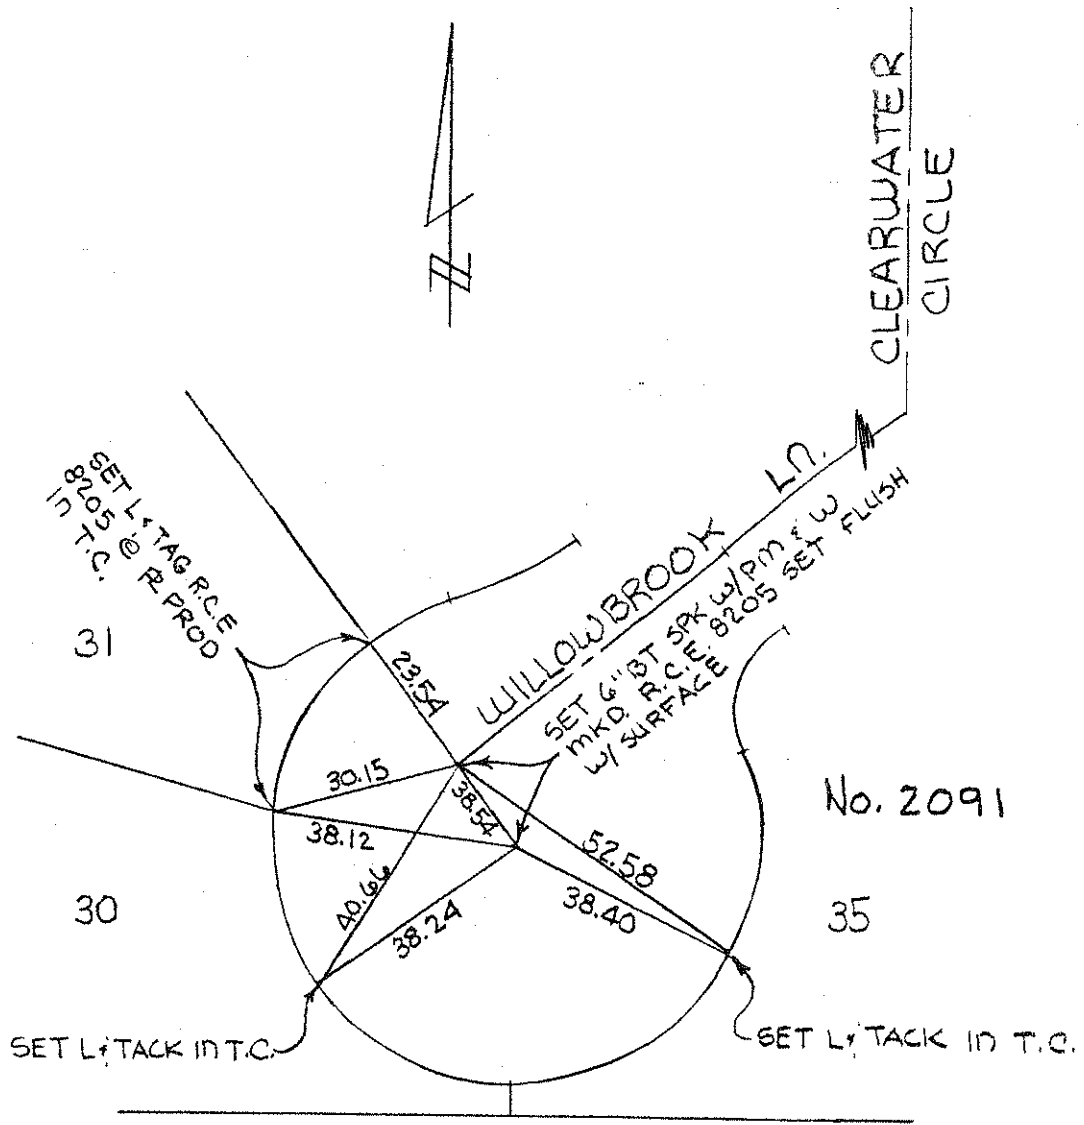 N
CLEARWATER
CIRCLE
WILLOWBROOK LN.
SET L & TAG R.C.E
8205 @ PL PROD
IN T.C.
SET 6" BT SPK W/PM & W
MKD. R.C.E. 8205 SET FLUSH
W/ SURFACE
31
23.54
30.15
38.54
38.12
52.58
No. 2091
30
40.66
38.24
38.40
35
SET L & TACK IN T.C.
SET L & TACK IN T.C.